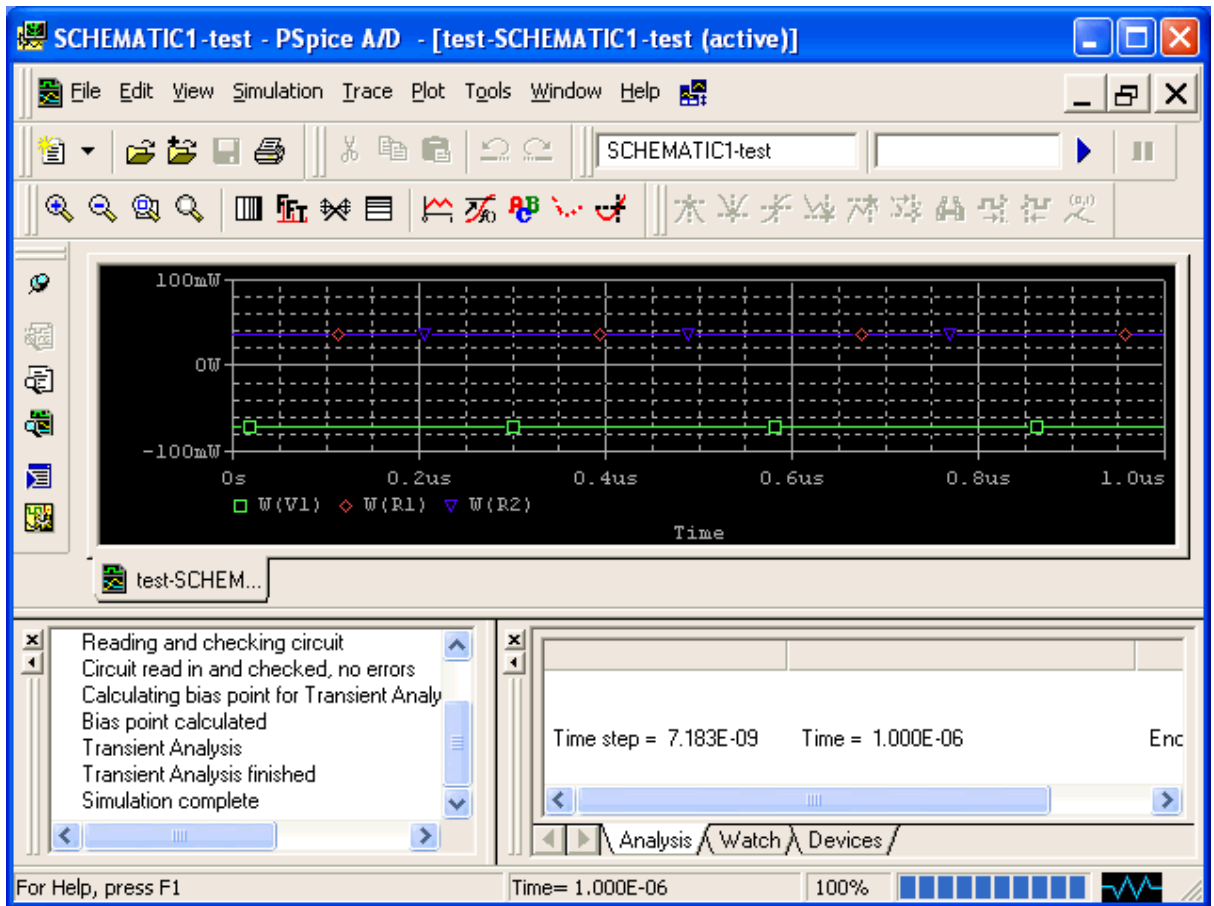 SCHEMATIC1-test - PSpice A/D - [test-SCHEMATIC1-test (active)]
File Edit View Simulation Trace Plot Tools Window Help
SCHEMATIC1-test
100mW
0W
-100mW
0s 0.2us 0.4us 0.6us 0.8us 1.0us
W(V1) W(R1) W(R2)
Time
test-SCHEM...
Reading and checking circuit
Circuit read in and checked, no errors
Calculating bias point for Transient Analy
Bias point calculated
Transient Analysis
Transient Analysis finished
Simulation complete
Time step = 7.183E-09 Time = 1.000E-06 Enc
Analysis Watch Devices
For Help, press F1 Time= 1.000E-06 100%